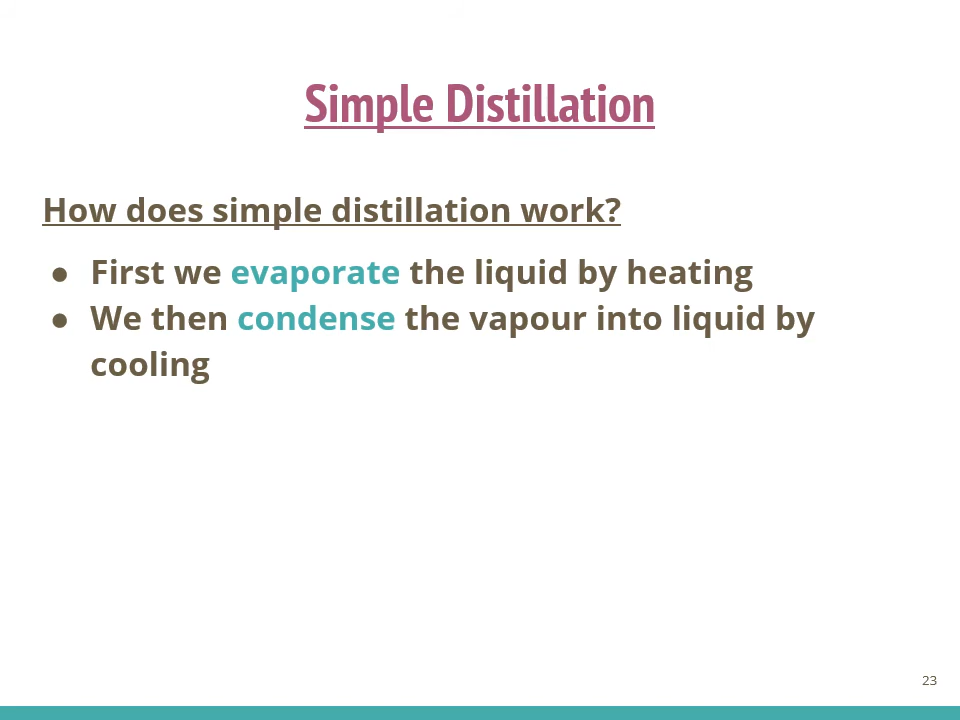 Simple Distillation
How does simple distillation work?
● First we evaporate the liquid by heating
● We then condense the vapour into liquid by
cooling
23